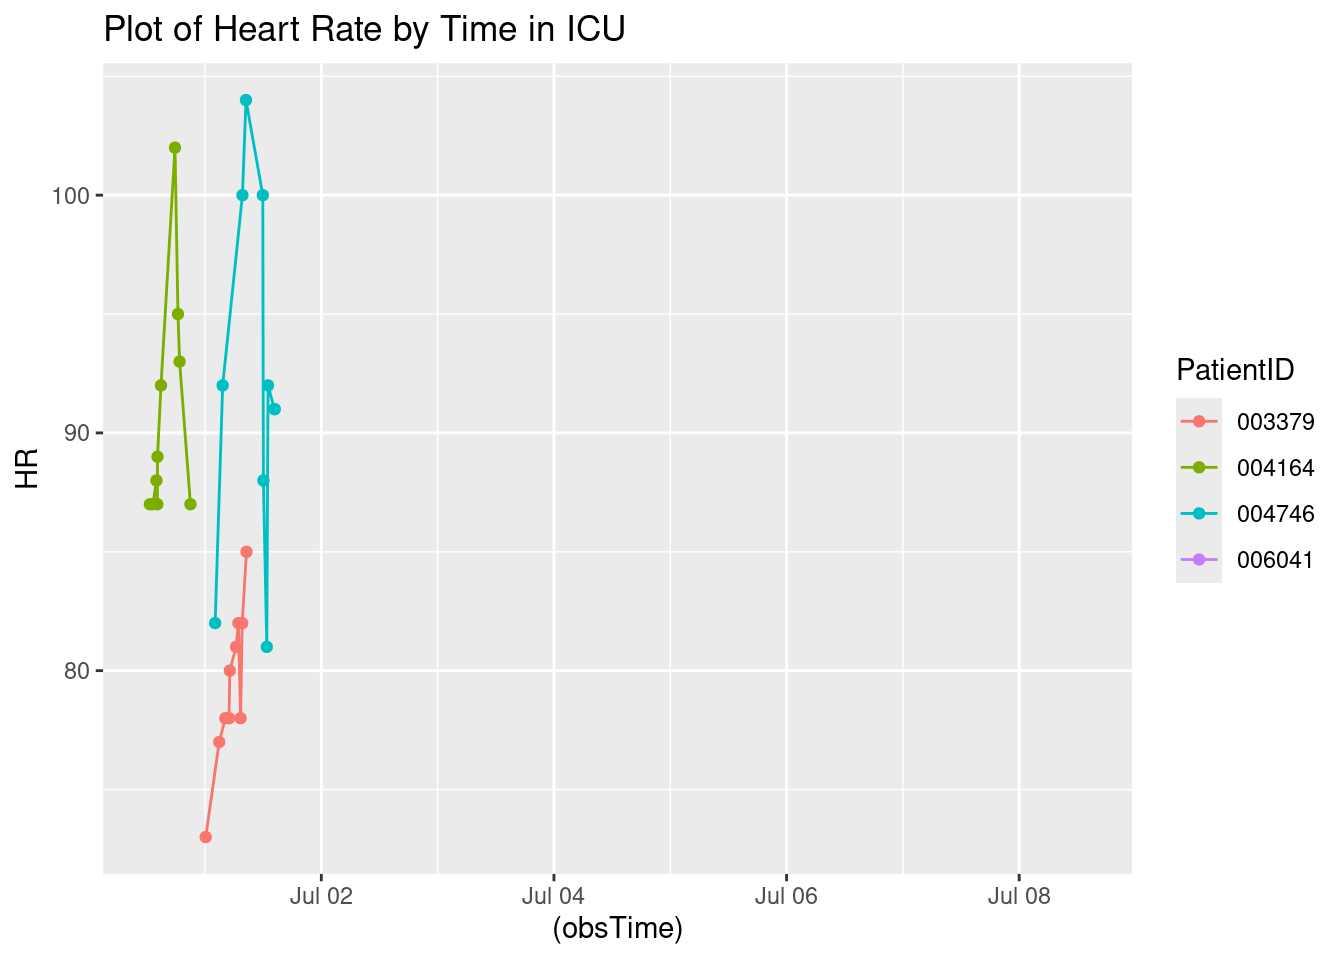 Plot of Heart Rate by Time in ICU
100
90
80
HR
Jul 02
Jul 04
Jul 06
Jul 08
(obsTime)
PatientID
003379
004164
004746
006041